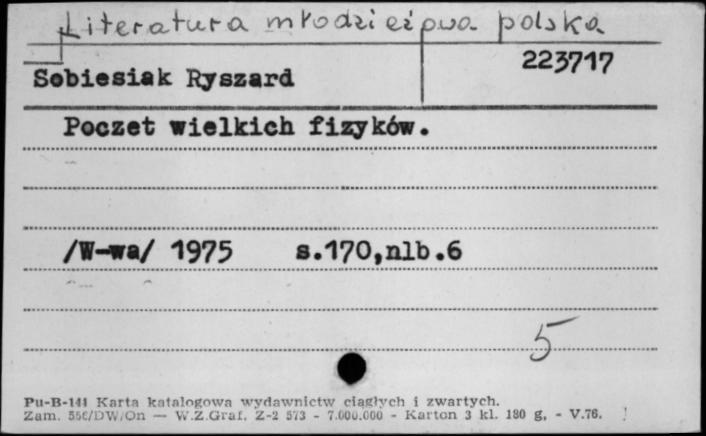 Literatura młodzieżowa polska
223717
Sobiesiak Ryszard
Poczet wielkich fizyków.
/W-wa/ 1975 s.170,nlb.6
5
Pu-B-141 Karta katalogowa wydawnictw ciągłych i zwartych.
Zam. 556/DW/On — W.Z.Graf. Z-2 573 - 7.000.000 - Karton 3 kl. 180 g. - V.76.